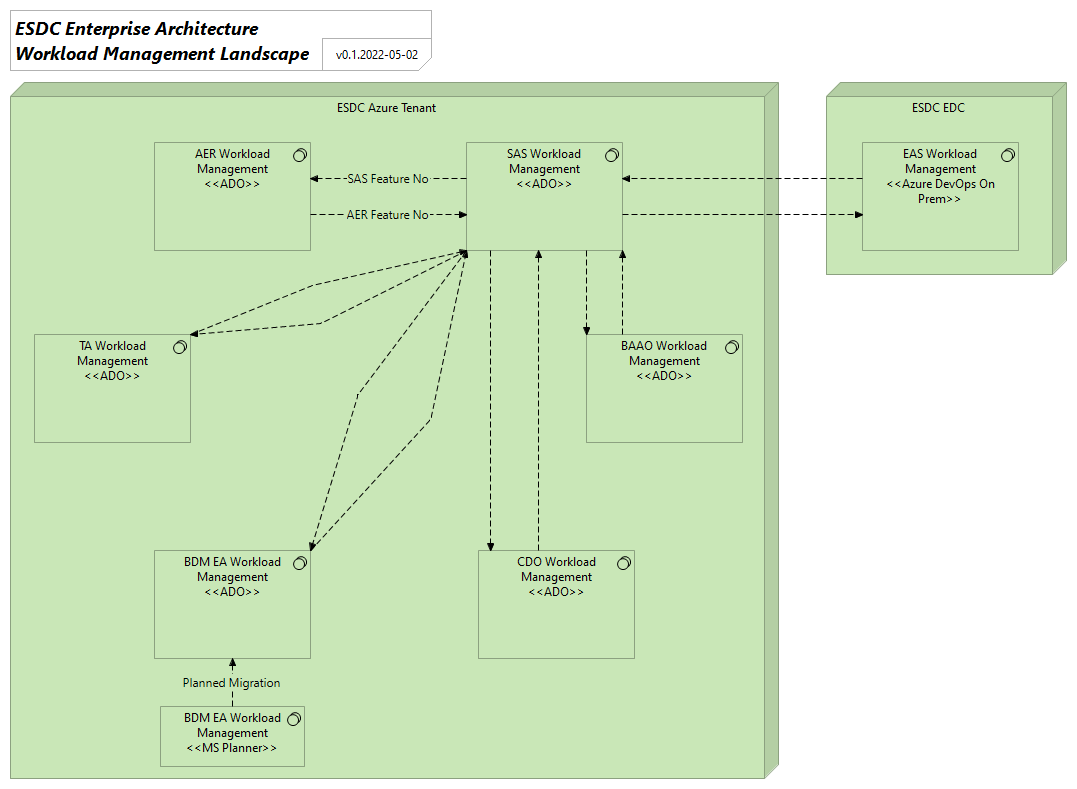 ESDC Enterprise Architecture
Workload Management Landscape
v0.1.2022-05-02
ESDC Azure Tenant
AER Workload
Management
<<ADO>>
SAS Feature No
AER Feature No
SAS Workload
Management
<<ADO>>
ESDC EDC
EAS Workload
Management
<<Azure DevOps On
Prem>>
TA Workload
Management
<<ADO>>
BAAO Workload
Management
<<ADO>>
BDM EA Workload
Management
<<ADO>>
CDO Workload
Management
<<ADO>>
Planned Migration
BDM EA Workload
Management
<<MS Planner>>